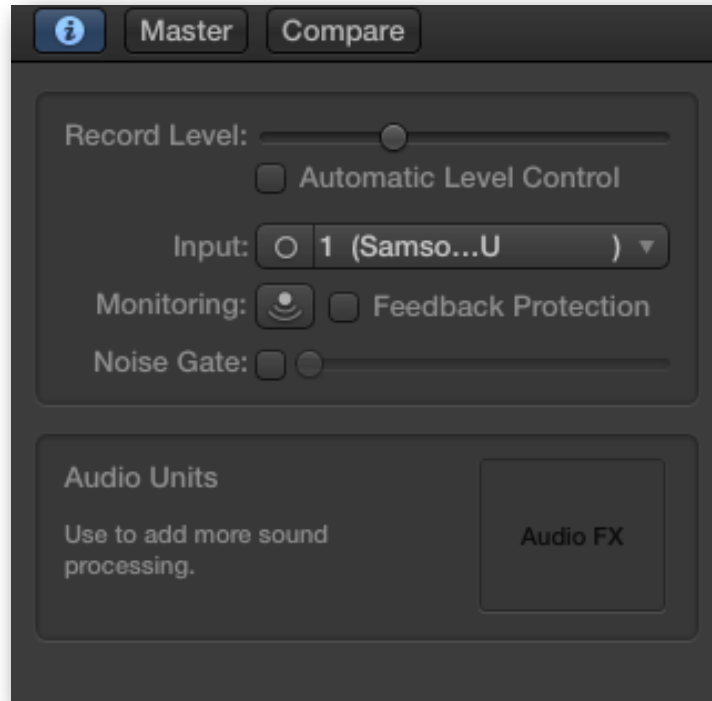 Master Compare
Record Level:
Automatic Level Control
Input: 1 (Samso...U )
Monitoring: Feedback Protection
Noise Gate:
Audio Units
Use to add more sound
processing.
Audio FX